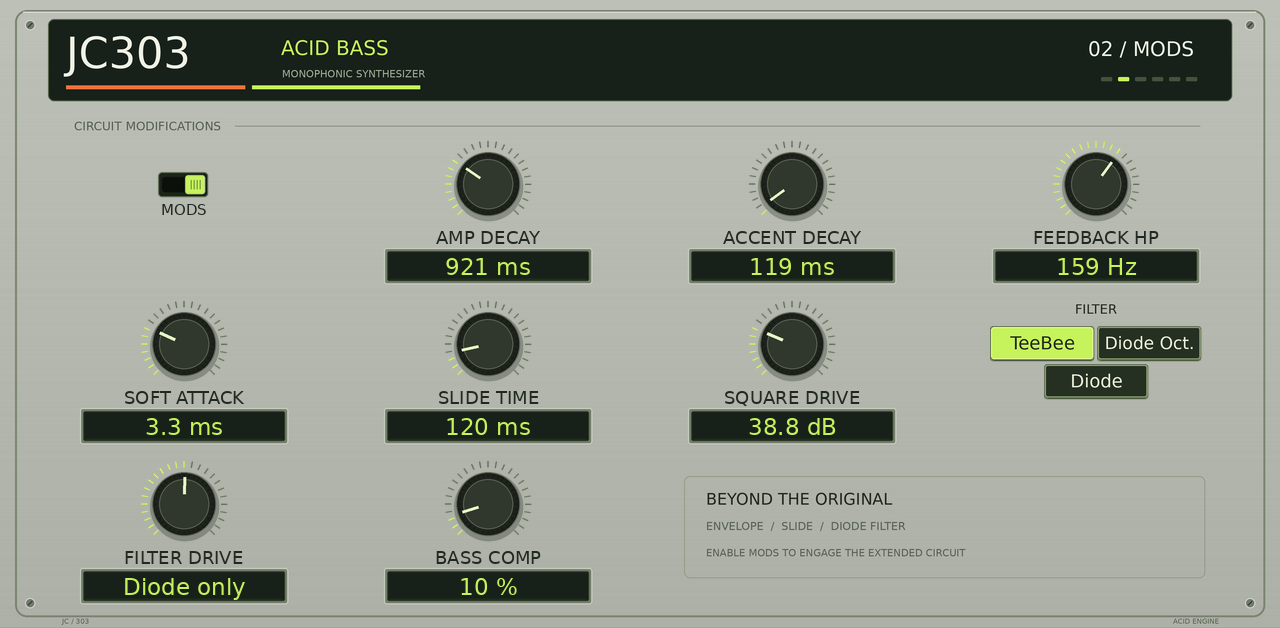 JC303
ACID BASS
MONOPHONIC SYNTHESIZER
02 / MODS
CIRCUIT MODIFICATIONS
MODS
AMP DECAY
921 ms
ACCENT DECAY
119 ms
FEEDBACK HP
159 Hz
SOFT ATTACK
3.3 ms
SLIDE TIME
120 ms
SQUARE DRIVE
38.8 dB
FILTER
TeeBee
Diode Oct.
Diode
FILTER DRIVE
Diode only
BASS COMP
10 %
BEYOND THE ORIGINAL
ENVELOPE / SLIDE / DIODE FILTER
ENABLE MODS TO ENGAGE THE EXTENDED CIRCUIT
JC / 303
ACID ENGINE